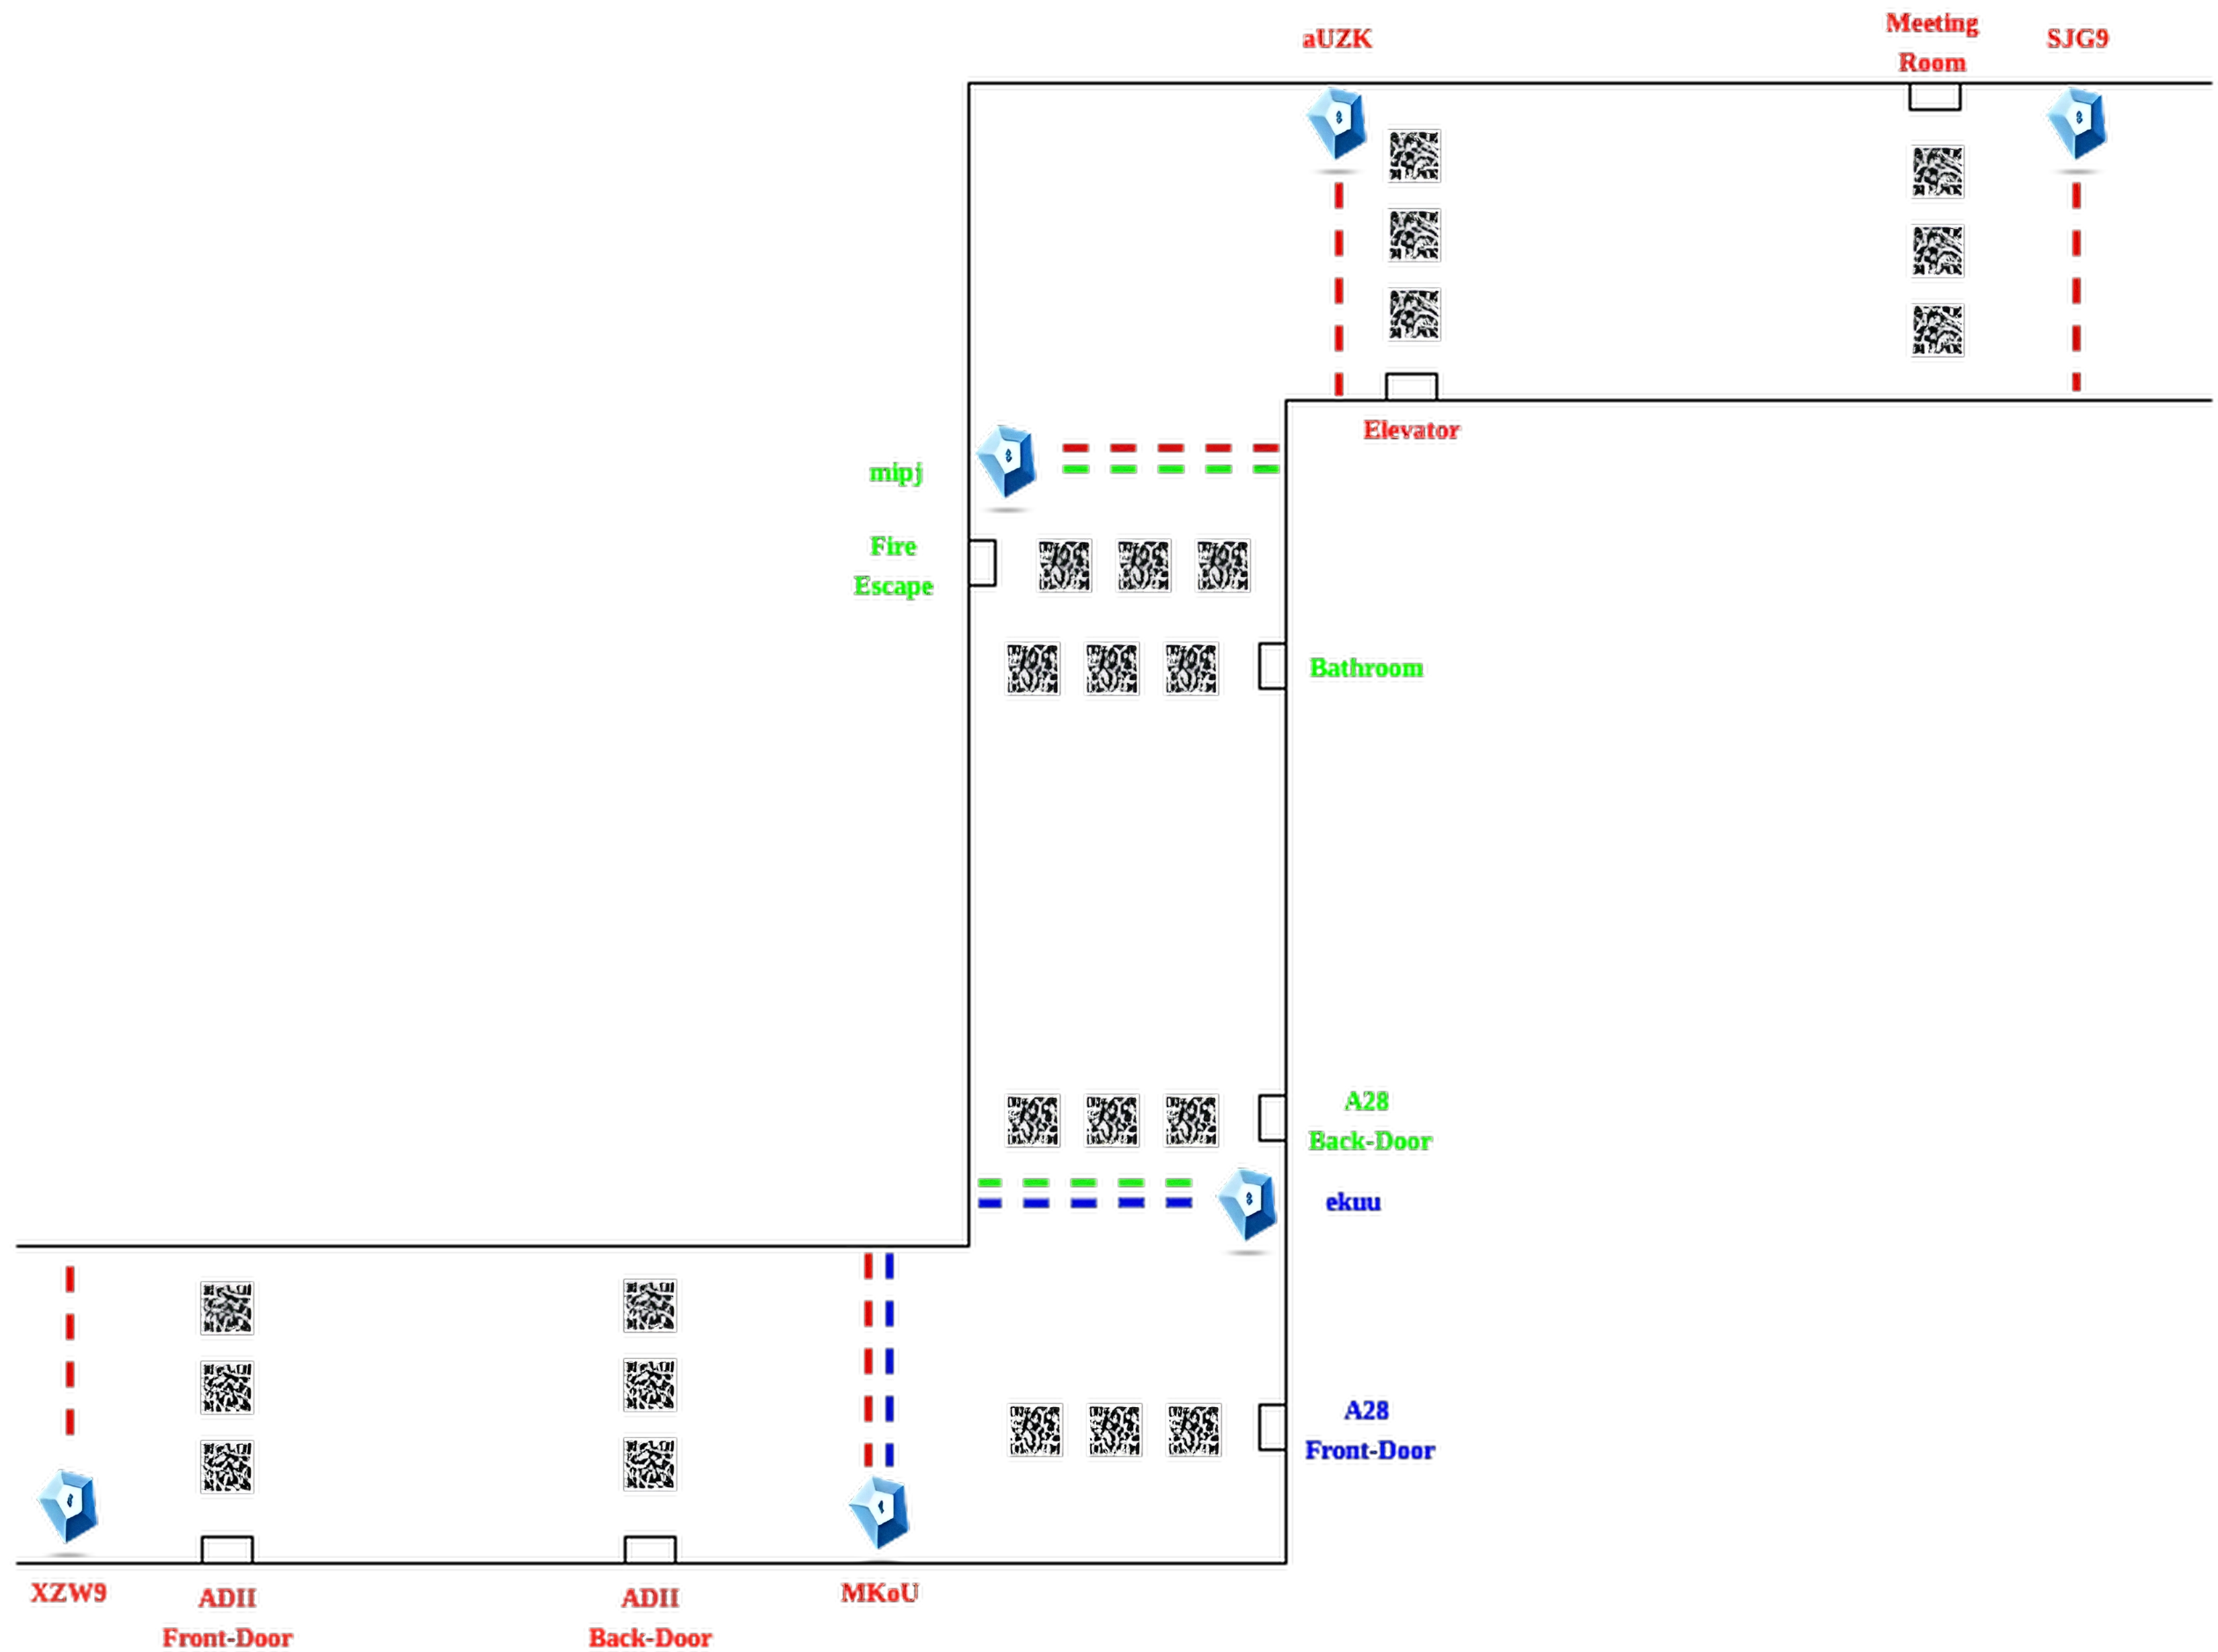 aUZK
Meeting
Room
SJG9
Elevator
mipj
Fire
Escape
Bathroom
A28
Back-Door
ekuu
A28
Front-Door
XZW9
ADII
Front-Door
ADII
Back-Door
MKoU